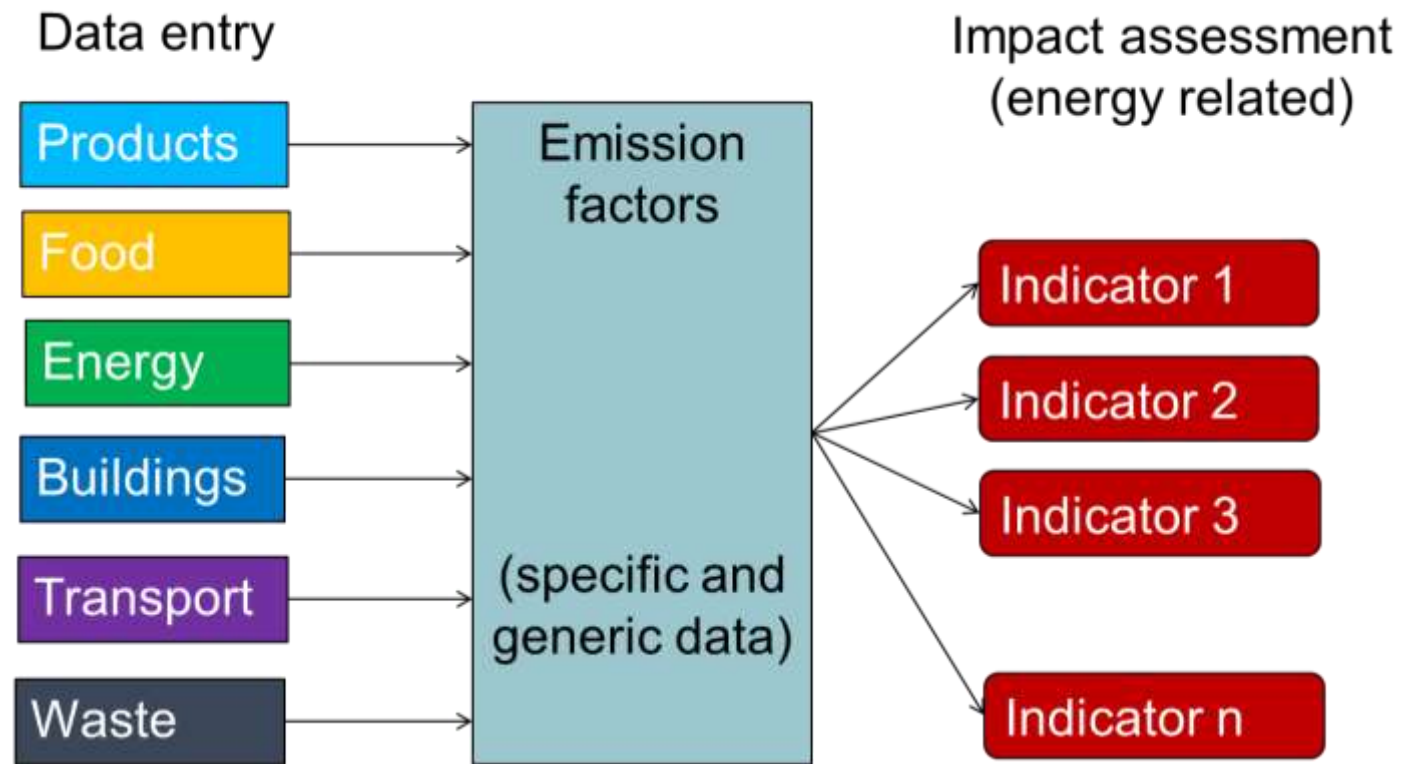 Data entry
Impact assessment
(energy related)
Products
Food
Energy
Buildings
Transport
Waste
Emission
factors
(specific and
generic data)
Indicator 1
Indicator 2
Indicator 3
Indicator n